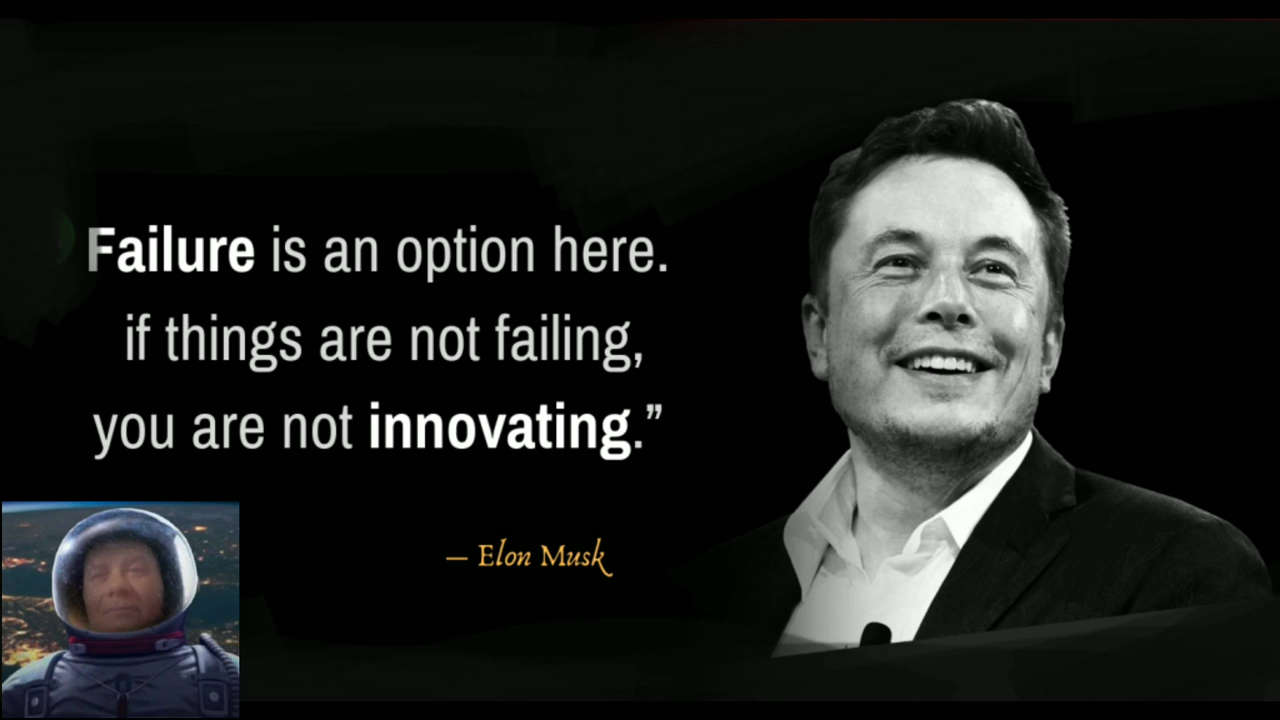 Failure is an option here.
if things are not failing,
you are not innovating.”
– Elon Musk